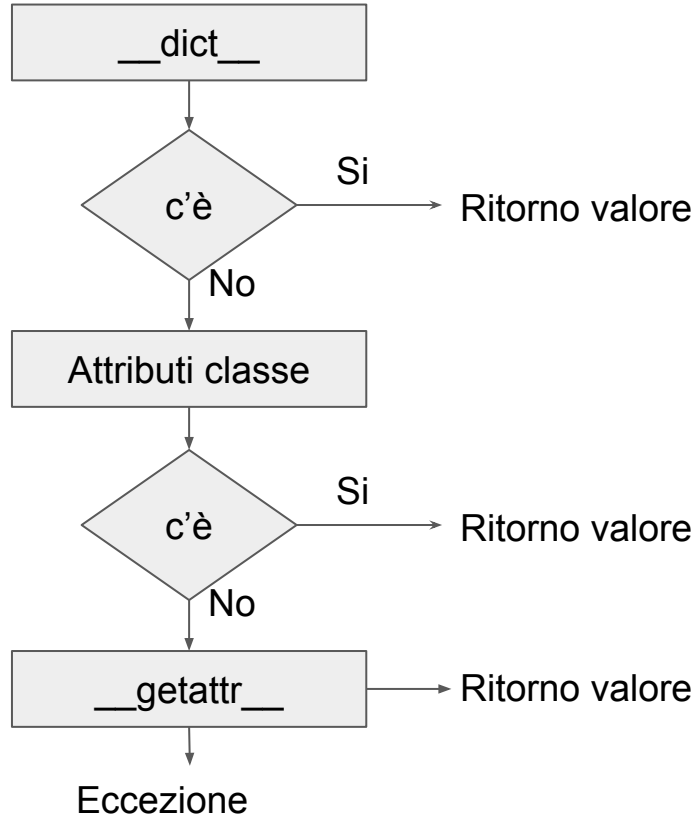 __dict__
c'è
Si
Ritorno valore
No
Attributi classe
c'è
Si
Ritorno valore
No
__getattr__
Ritorno valore
Eccezione